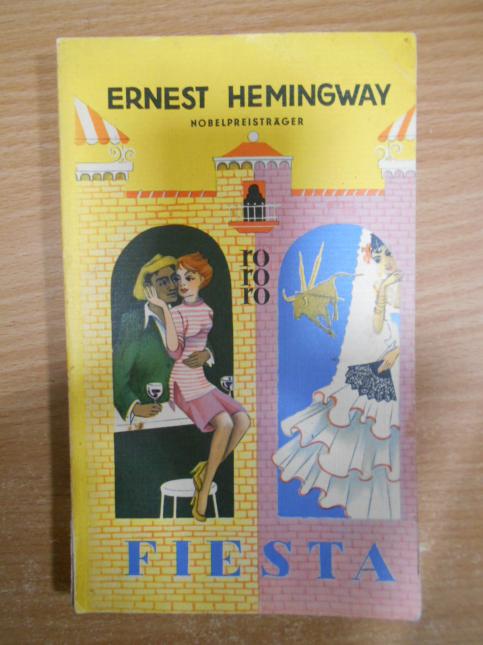 ERNEST HEMINGWAY
NOBELPREISTRÄGER
ro
ro
ro
FIESTA